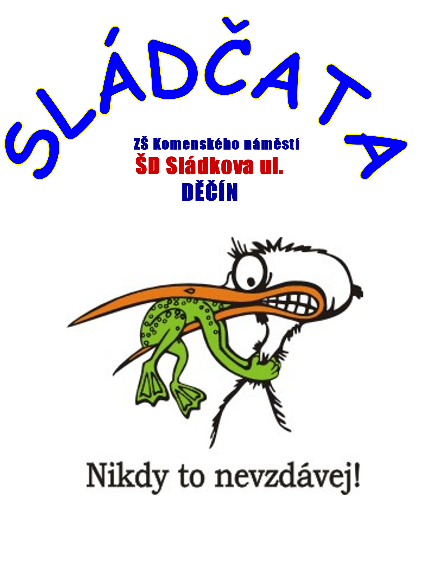 SLÁDČATA
ZŠ Komenského náměstí
ŠD Sládkova ul.
DĚČÍN
Nikdy to nevzdávej!